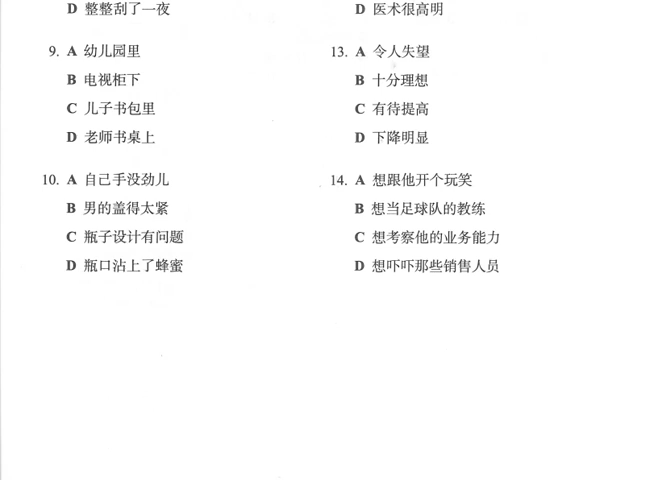 D 整整刮了一夜
9. A 幼儿园里
B 电视柜下
C 儿子书包里
D 老师书桌上
10. A 自己手没劲儿
B 男的盖得太紧
C 瓶子设计有问题
D 瓶口沾上了蜂蜜
D 医术很高明
13. A 令人失望
B 十分理想
C 有待提高
D 下降明显
14. A 想跟他开个玩笑
B 想当足球队的教练
C 想考察他的业务能力
D 想吓吓那些销售人员